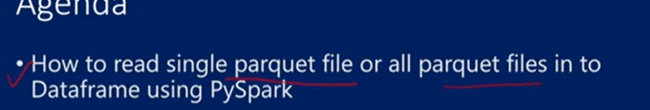 Agenda
• How to read single parquet file or all parquet files in to
Dataframe using PySpark